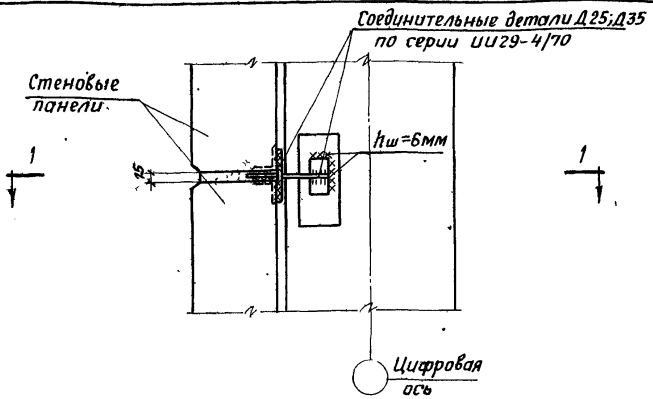 Соединительные детали Д25;Д35
по серии ИИ29-4/70
Стеновые
панели
hш=6мм
1
1
15
Цифровая
ось